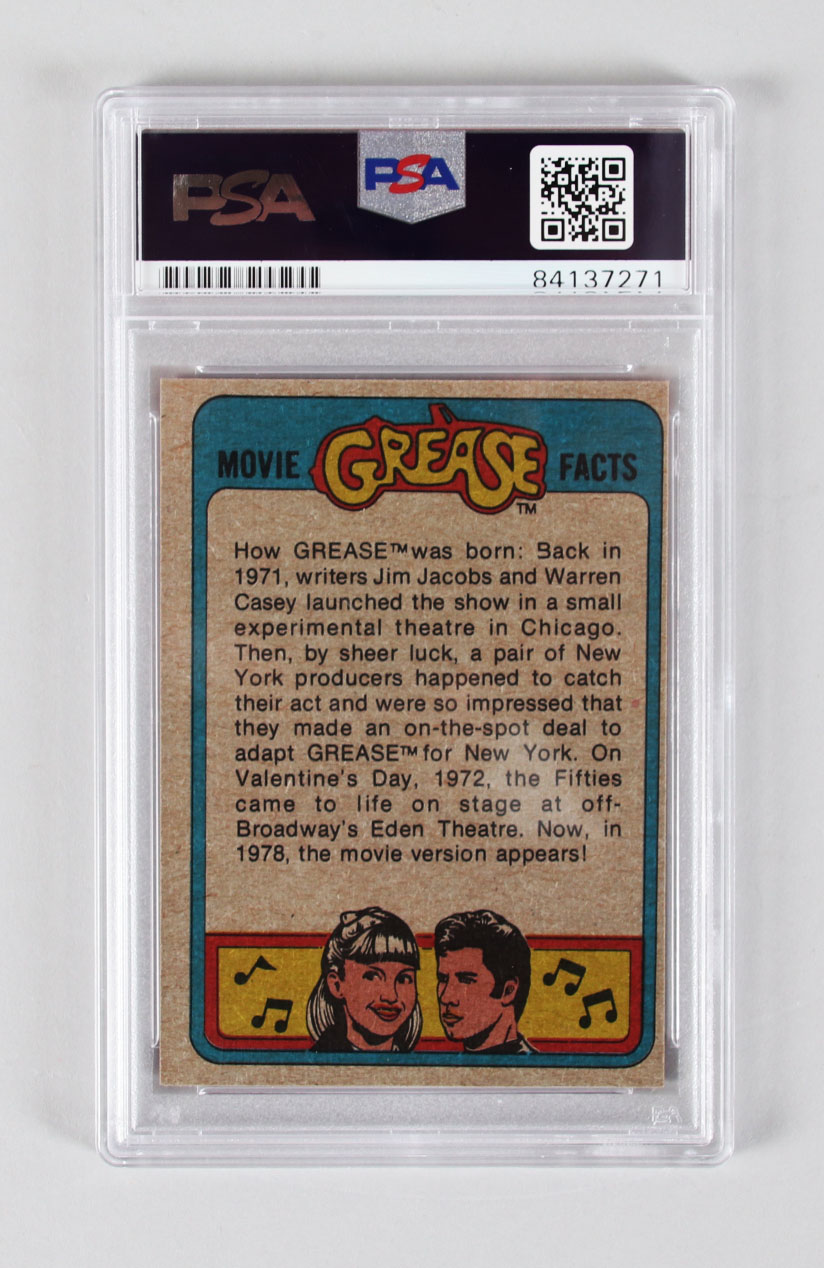 PSA PSA
84137271
MOVIE GREASE FACTS
TM
How GREASE™ was born: Back in
1971, writers Jim Jacobs and Warren
Casey launched the show in a small
experimental theatre in Chicago.
Then, by sheer luck, a pair of New
York producers happened to catch
their act and were so impressed that
they made an on-the-spot deal to
adapt GREASE™ for New York. On
Valentine's Day, 1972, the Fifties
came to life on stage at off-
Broadway's Eden Theatre. Now, in
1978, the movie version appears!